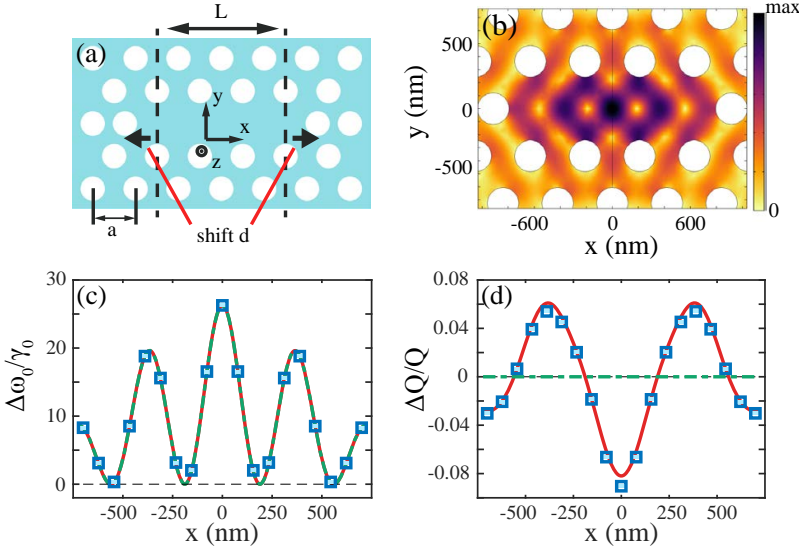 (a)
L
y
x
z
a
shift d
(b)
y (nm)
500
0
-500
-600
0
600
x (nm)
max
0
(c)
Δω₀/γ₀
30
20
10
0
-500
-250
0
250
500
x (nm)
(d)
ΔQ/Q
0.08
0.04
0
-0.04
-0.08
-500
-250
0
250
500
x (nm)